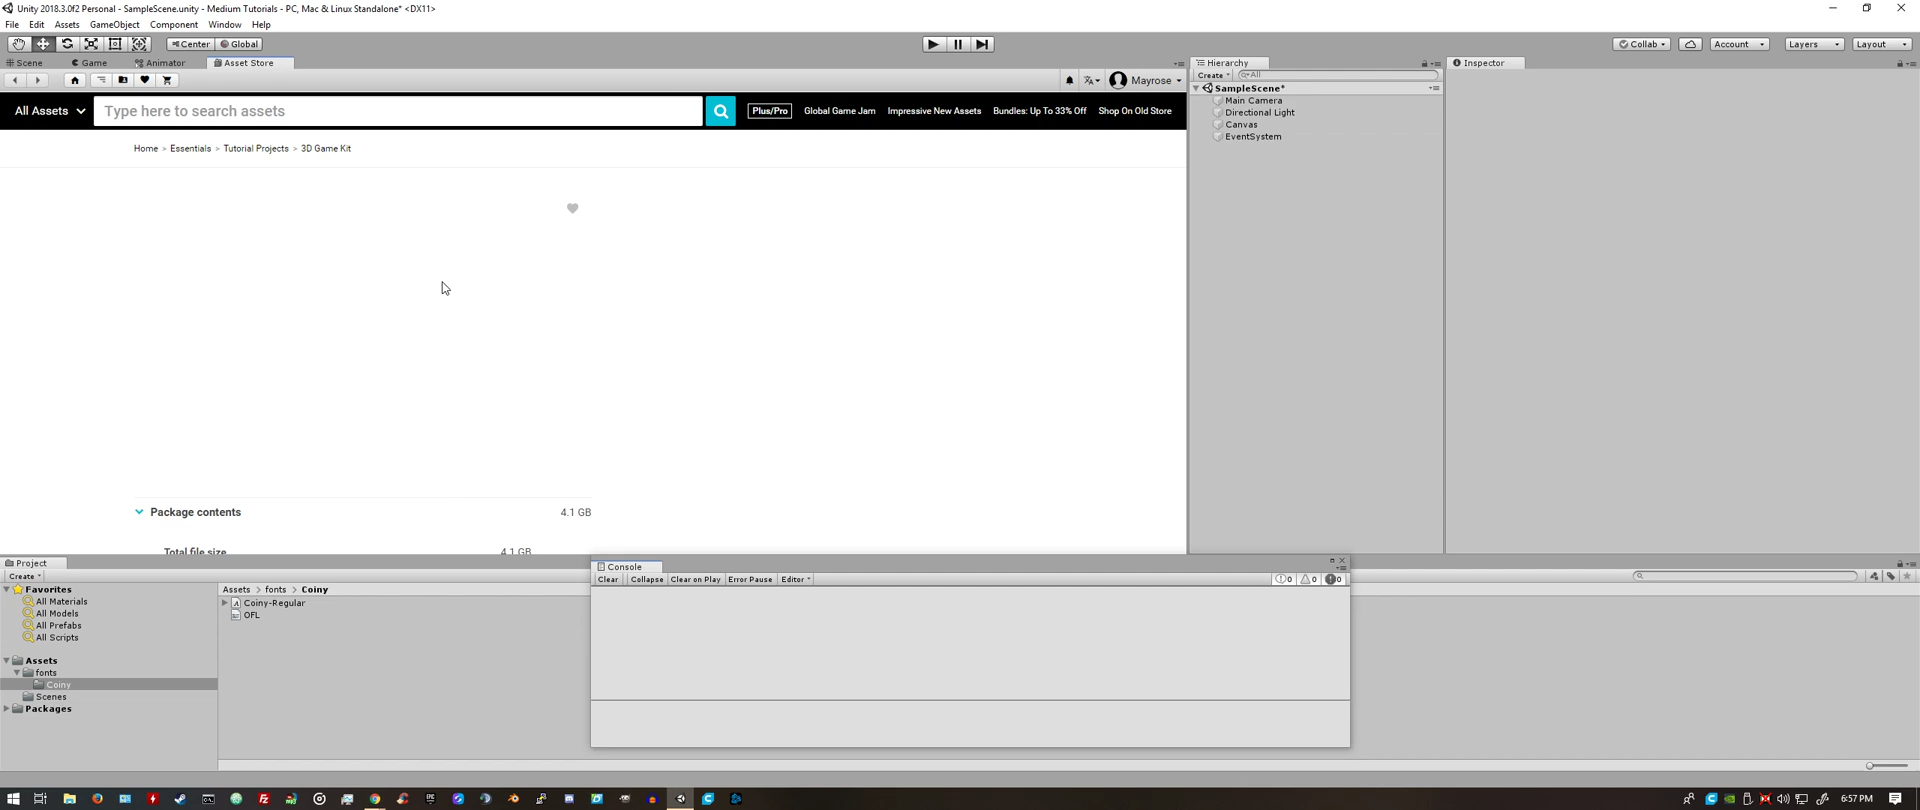 Unity 2018.3.0f2 Personal - SampleScene.unity - Medium Tutorials - PC, Mac & Linux Standalone* <DX11>
File Edit Assets GameObject Component Window Help
Center Global
Collab Account Layers Layout
Scene Game Animator Asset Store
Mayrose
All Assets Type here to search assets Plus/Pro Global Game Jam Impressive New Assets Bundles: Up To 33% Off Shop On Old Store
Home > Essentials > Tutorial Projects > 3D Game Kit
Package contents 4.1 GB
Total file size 4.1 GB
Hierarchy
Create All
SampleScene*
Main Camera
Directional Light
Canvas
EventSystem
Inspector
Project
Create
Favorites
All Materials
All Models
All Prefabs
All Scripts
Assets
fonts
Coiny
Scenes
Packages
Assets > fonts > Coiny
Coiny-Regular
OFL
Console
Clear Collapse Clear on Play Error Pause Editor 0 0 0
6:57 PM